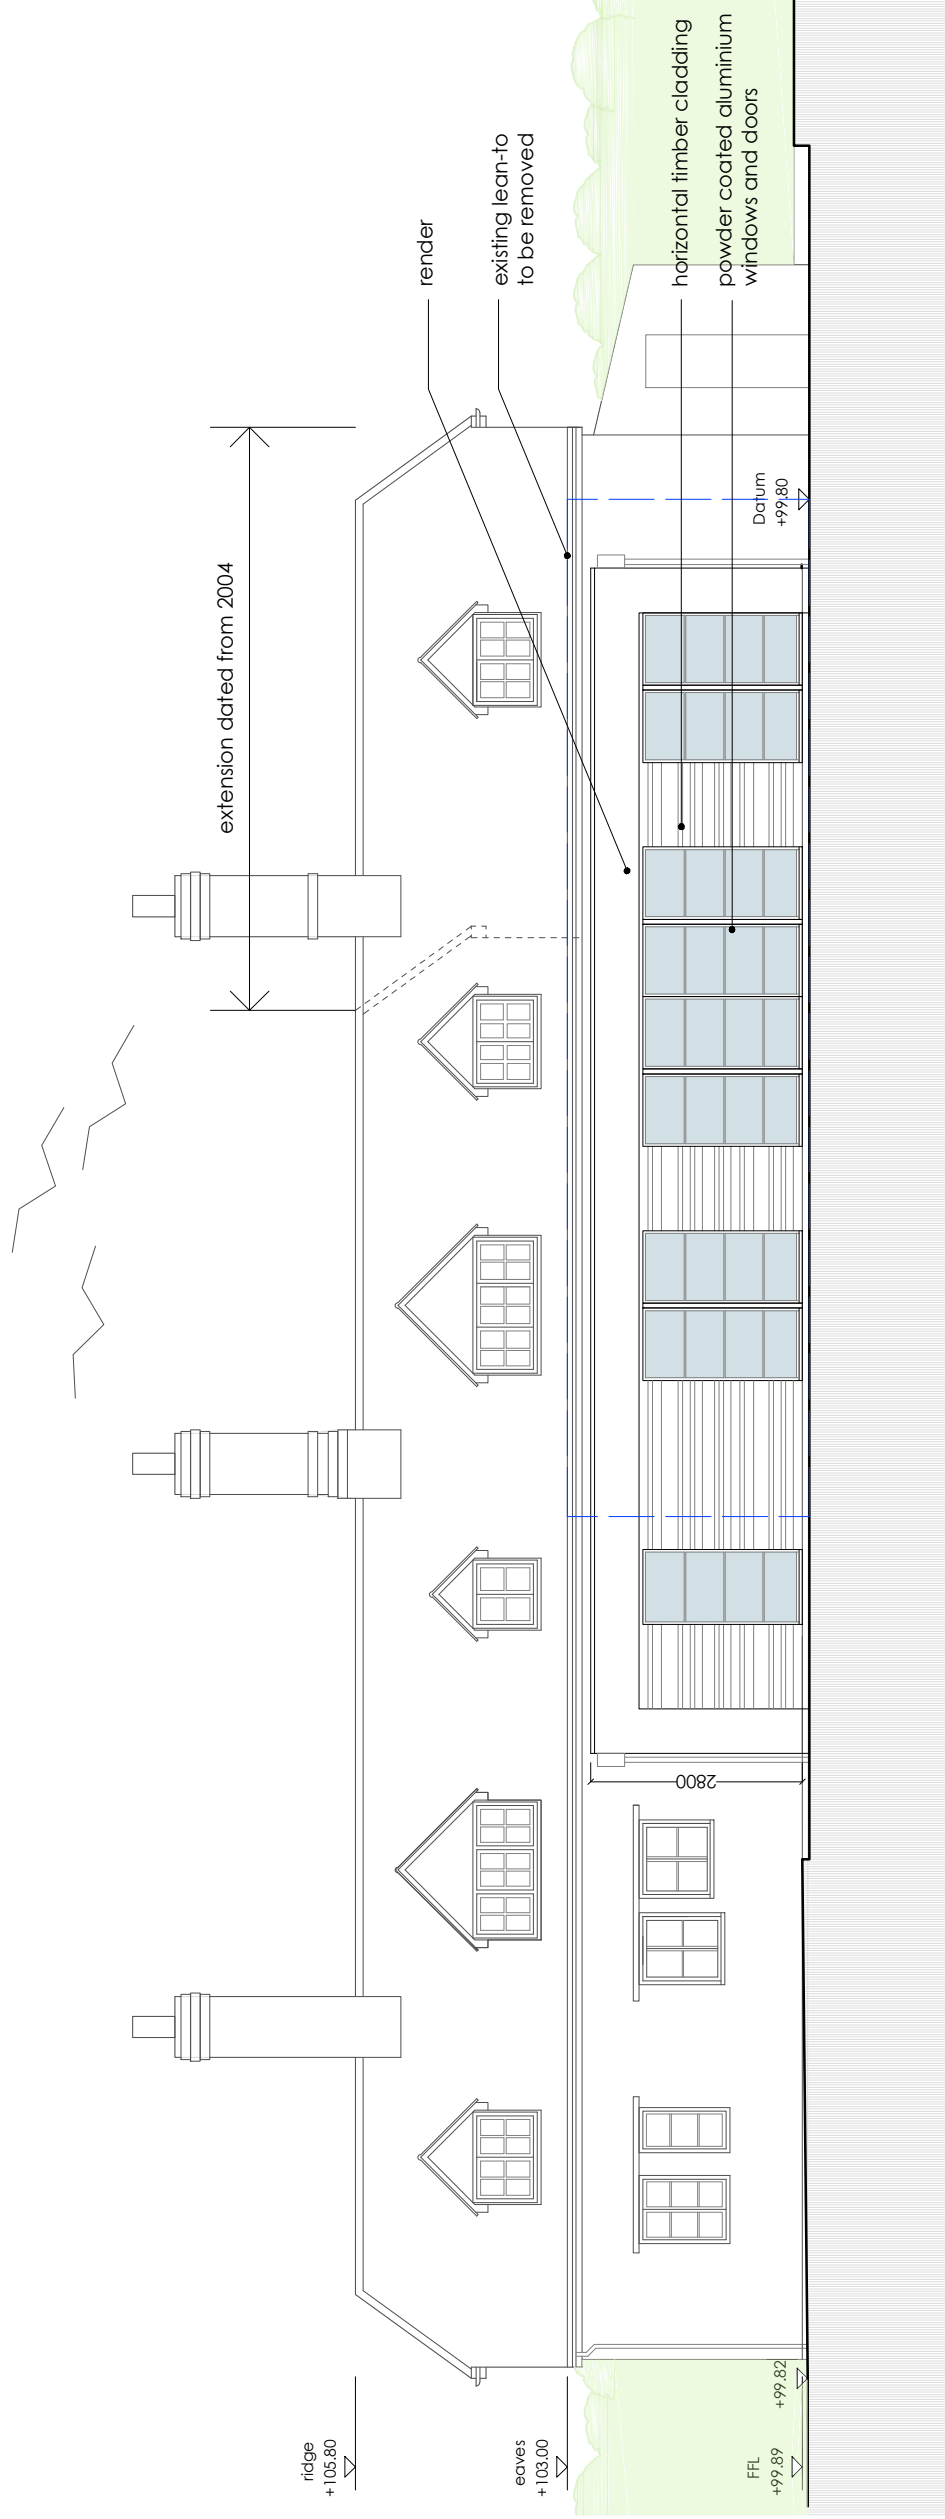 extension dated from 2004
render
existing lean-to
to be removed
horizontal timber cladding
powder coated aluminium
windows and doors
ridge
+105.80
eaves
+103.00
FFL
+99.89
+99.82
2800
Datum
+99.80